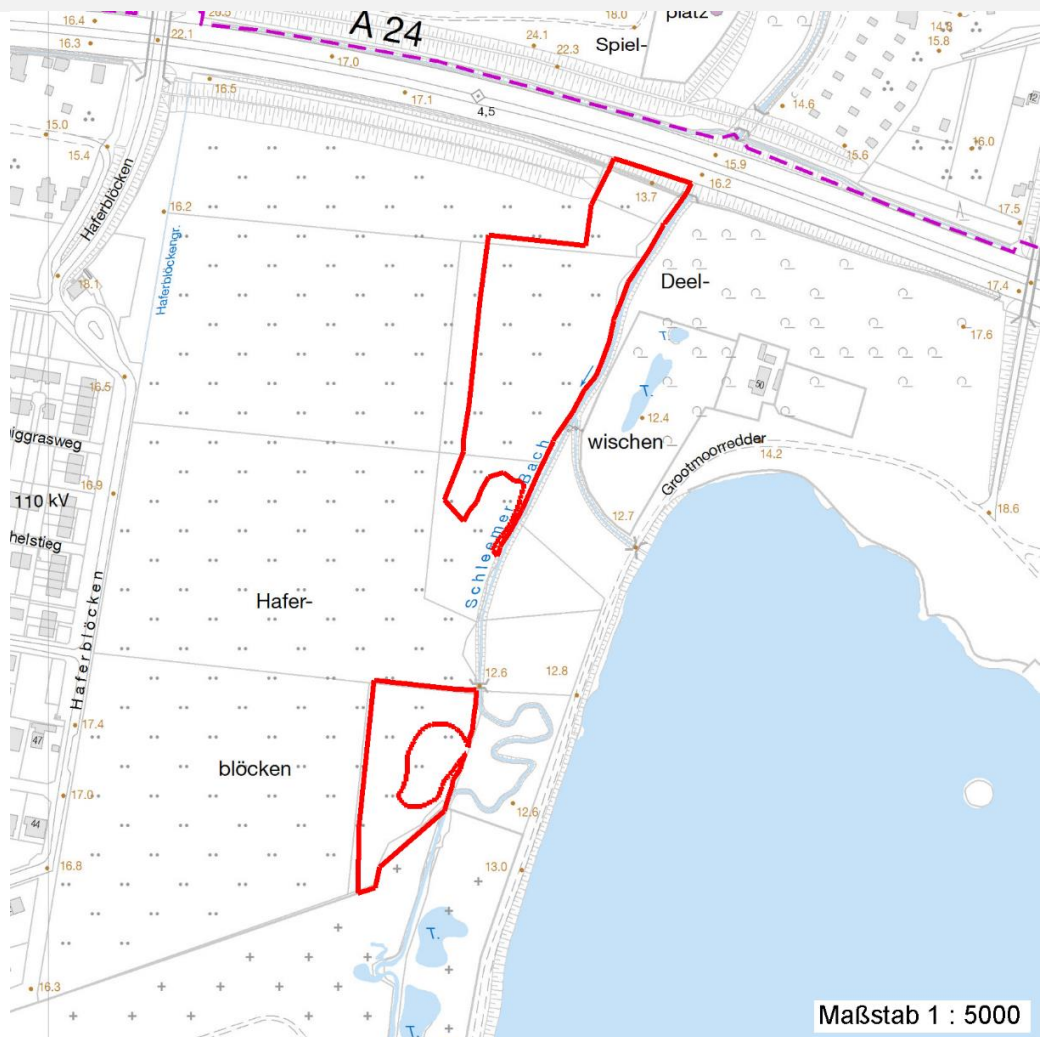 platz
Spiel-
18.0
A 24
16.4
16.3
22.1
17.0
24.1
22.3
16.5
17.1
4,5
14.8
15.8
12
14.6
15.0
15.4
15.6
16.0
15.9
16.2
13.7
17.5
Haferblöcken
16.2
Haferblöckengr.
18.1
Deel-
17.4
17.6
T.
T.
50
16.5
12.4
wischen
Grootmoorredder
14.2
iggrasweg
16.9
110 kV
helstieg
Schleemer Bach
12.7
18.6
Hafer-
Haferblöcken
12.6
12.8
17.4
47
blöcken
17.0
44
12.6
16.8
13.0
T.
16.3
T.
Maßstab 1 : 5000